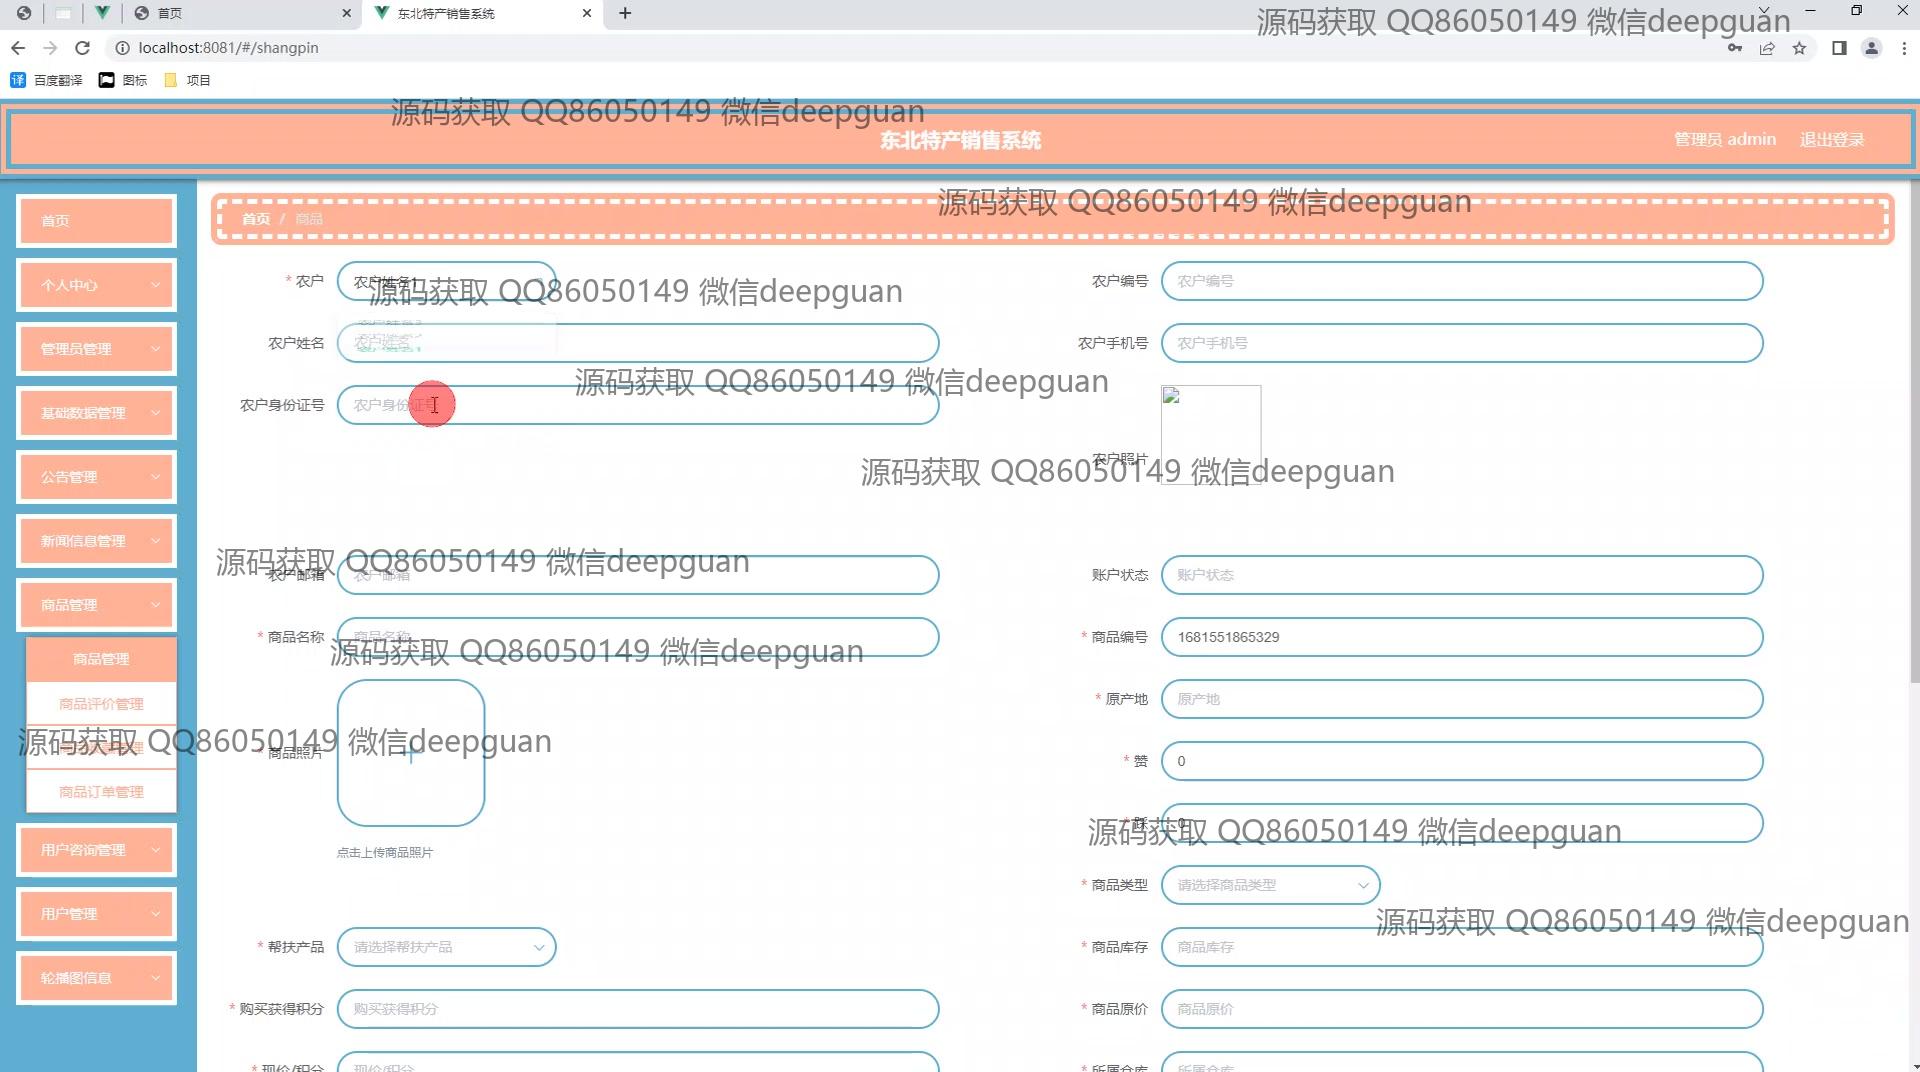 首页
东北特产销售系统
源码获取 QQ86050149 微信deepguan
localhost:8081/#/shangpin
百度翻译
图标
项目
源码获取 QQ86050149 微信deepguan
东北特产销售系统
管理员 admin
退出登录
源码获取 QQ86050149 微信deepguan
首页 / 商品
首页
个人中心
管理员管理
基础数据管理
公告管理
新闻信息管理
商品管理
商品管理
商品评价管理
商品订单管理
用户咨询管理
用户管理
轮播图信息
* 农户
农户姓名1
农户编号
农户编号
源码获取 QQ86050149 微信deepguan
农户姓名
农户姓名
农户手机号
农户手机号
源码获取 QQ86050149 微信deepguan
农户身份证号
农户身份证号
农户照片
源码获取 QQ86050149 微信deepguan
源码获取 QQ86050149 微信deepguan
农户邮箱
农户邮箱
账户状态
账户状态
* 商品名称
商品名称
* 商品编号
1681551865329
源码获取 QQ86050149 微信deepguan
* 原产地
原产地
源码获取 QQ86050149 微信deepguan
* 商品照片
* 赞
0
点击上传商品照片
* 踩
0
源码获取 QQ86050149 微信deepguan
* 商品类型
请选择商品类型
源码获取 QQ86050149 微信deepguan
* 帮扶产品
请选择帮扶产品
* 商品库存
商品库存
* 购买获得积分
购买获得积分
* 商品原价
商品原价
* 现价/积分
现价/积分
* 所属仓库
所属仓库